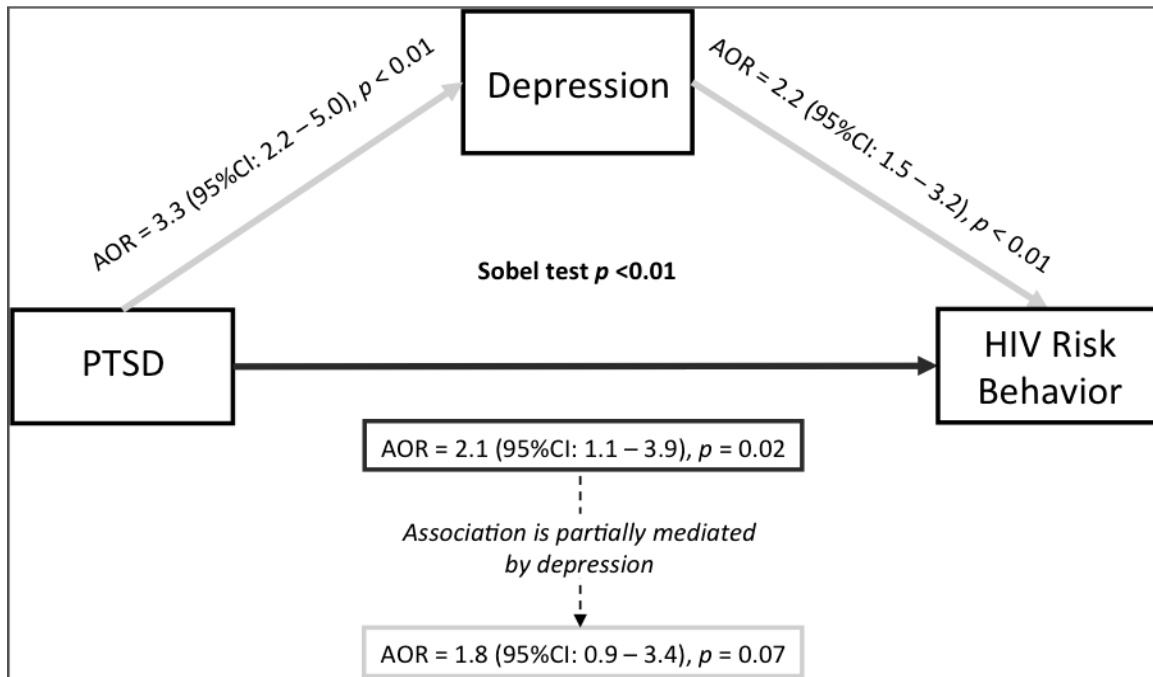 Depression
AOR = 3.3 (95%CI: 2.2 – 5.0), p < 0.01
AOR = 2.2 (95%CI: 1.5 – 3.2), p < 0.01
Sobel test p <0.01
PTSD
HIV Risk
Behavior
AOR = 2.1 (95%CI: 1.1 – 3.9), p = 0.02
Association is partially mediated
by depression
AOR = 1.8 (95%CI: 0.9 – 3.4), p = 0.07